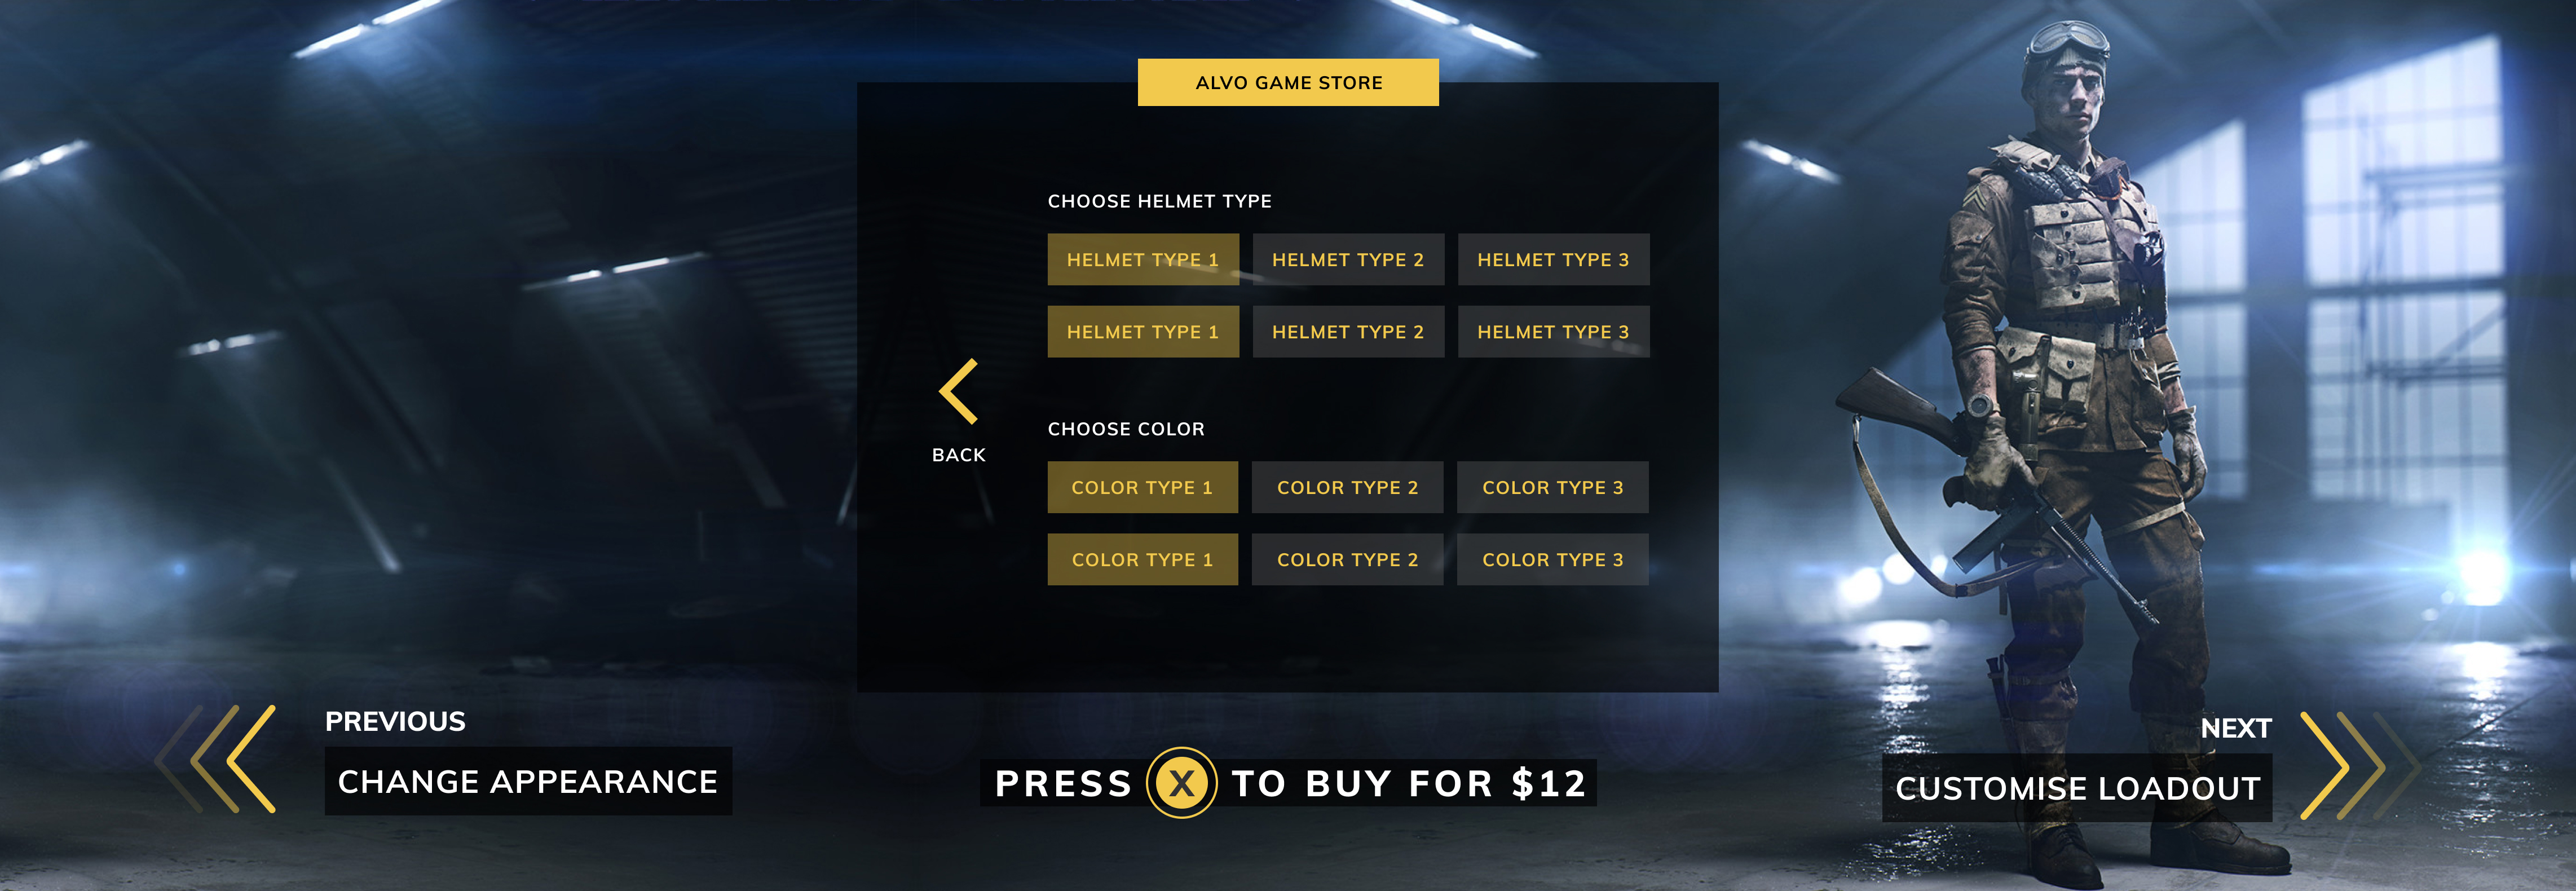 ALVO GAME STORE
CHOOSE HELMET TYPE
HELMET TYPE 1 HELMET TYPE 2 HELMET TYPE 3
HELMET TYPE 1 HELMET TYPE 2 HELMET TYPE 3
BACK
CHOOSE COLOR
COLOR TYPE 1 COLOR TYPE 2 COLOR TYPE 3
COLOR TYPE 1 COLOR TYPE 2 COLOR TYPE 3
PREVIOUS
CHANGE APPEARANCE
PRESS X TO BUY FOR $12
NEXT
CUSTOMISE LOADOUT